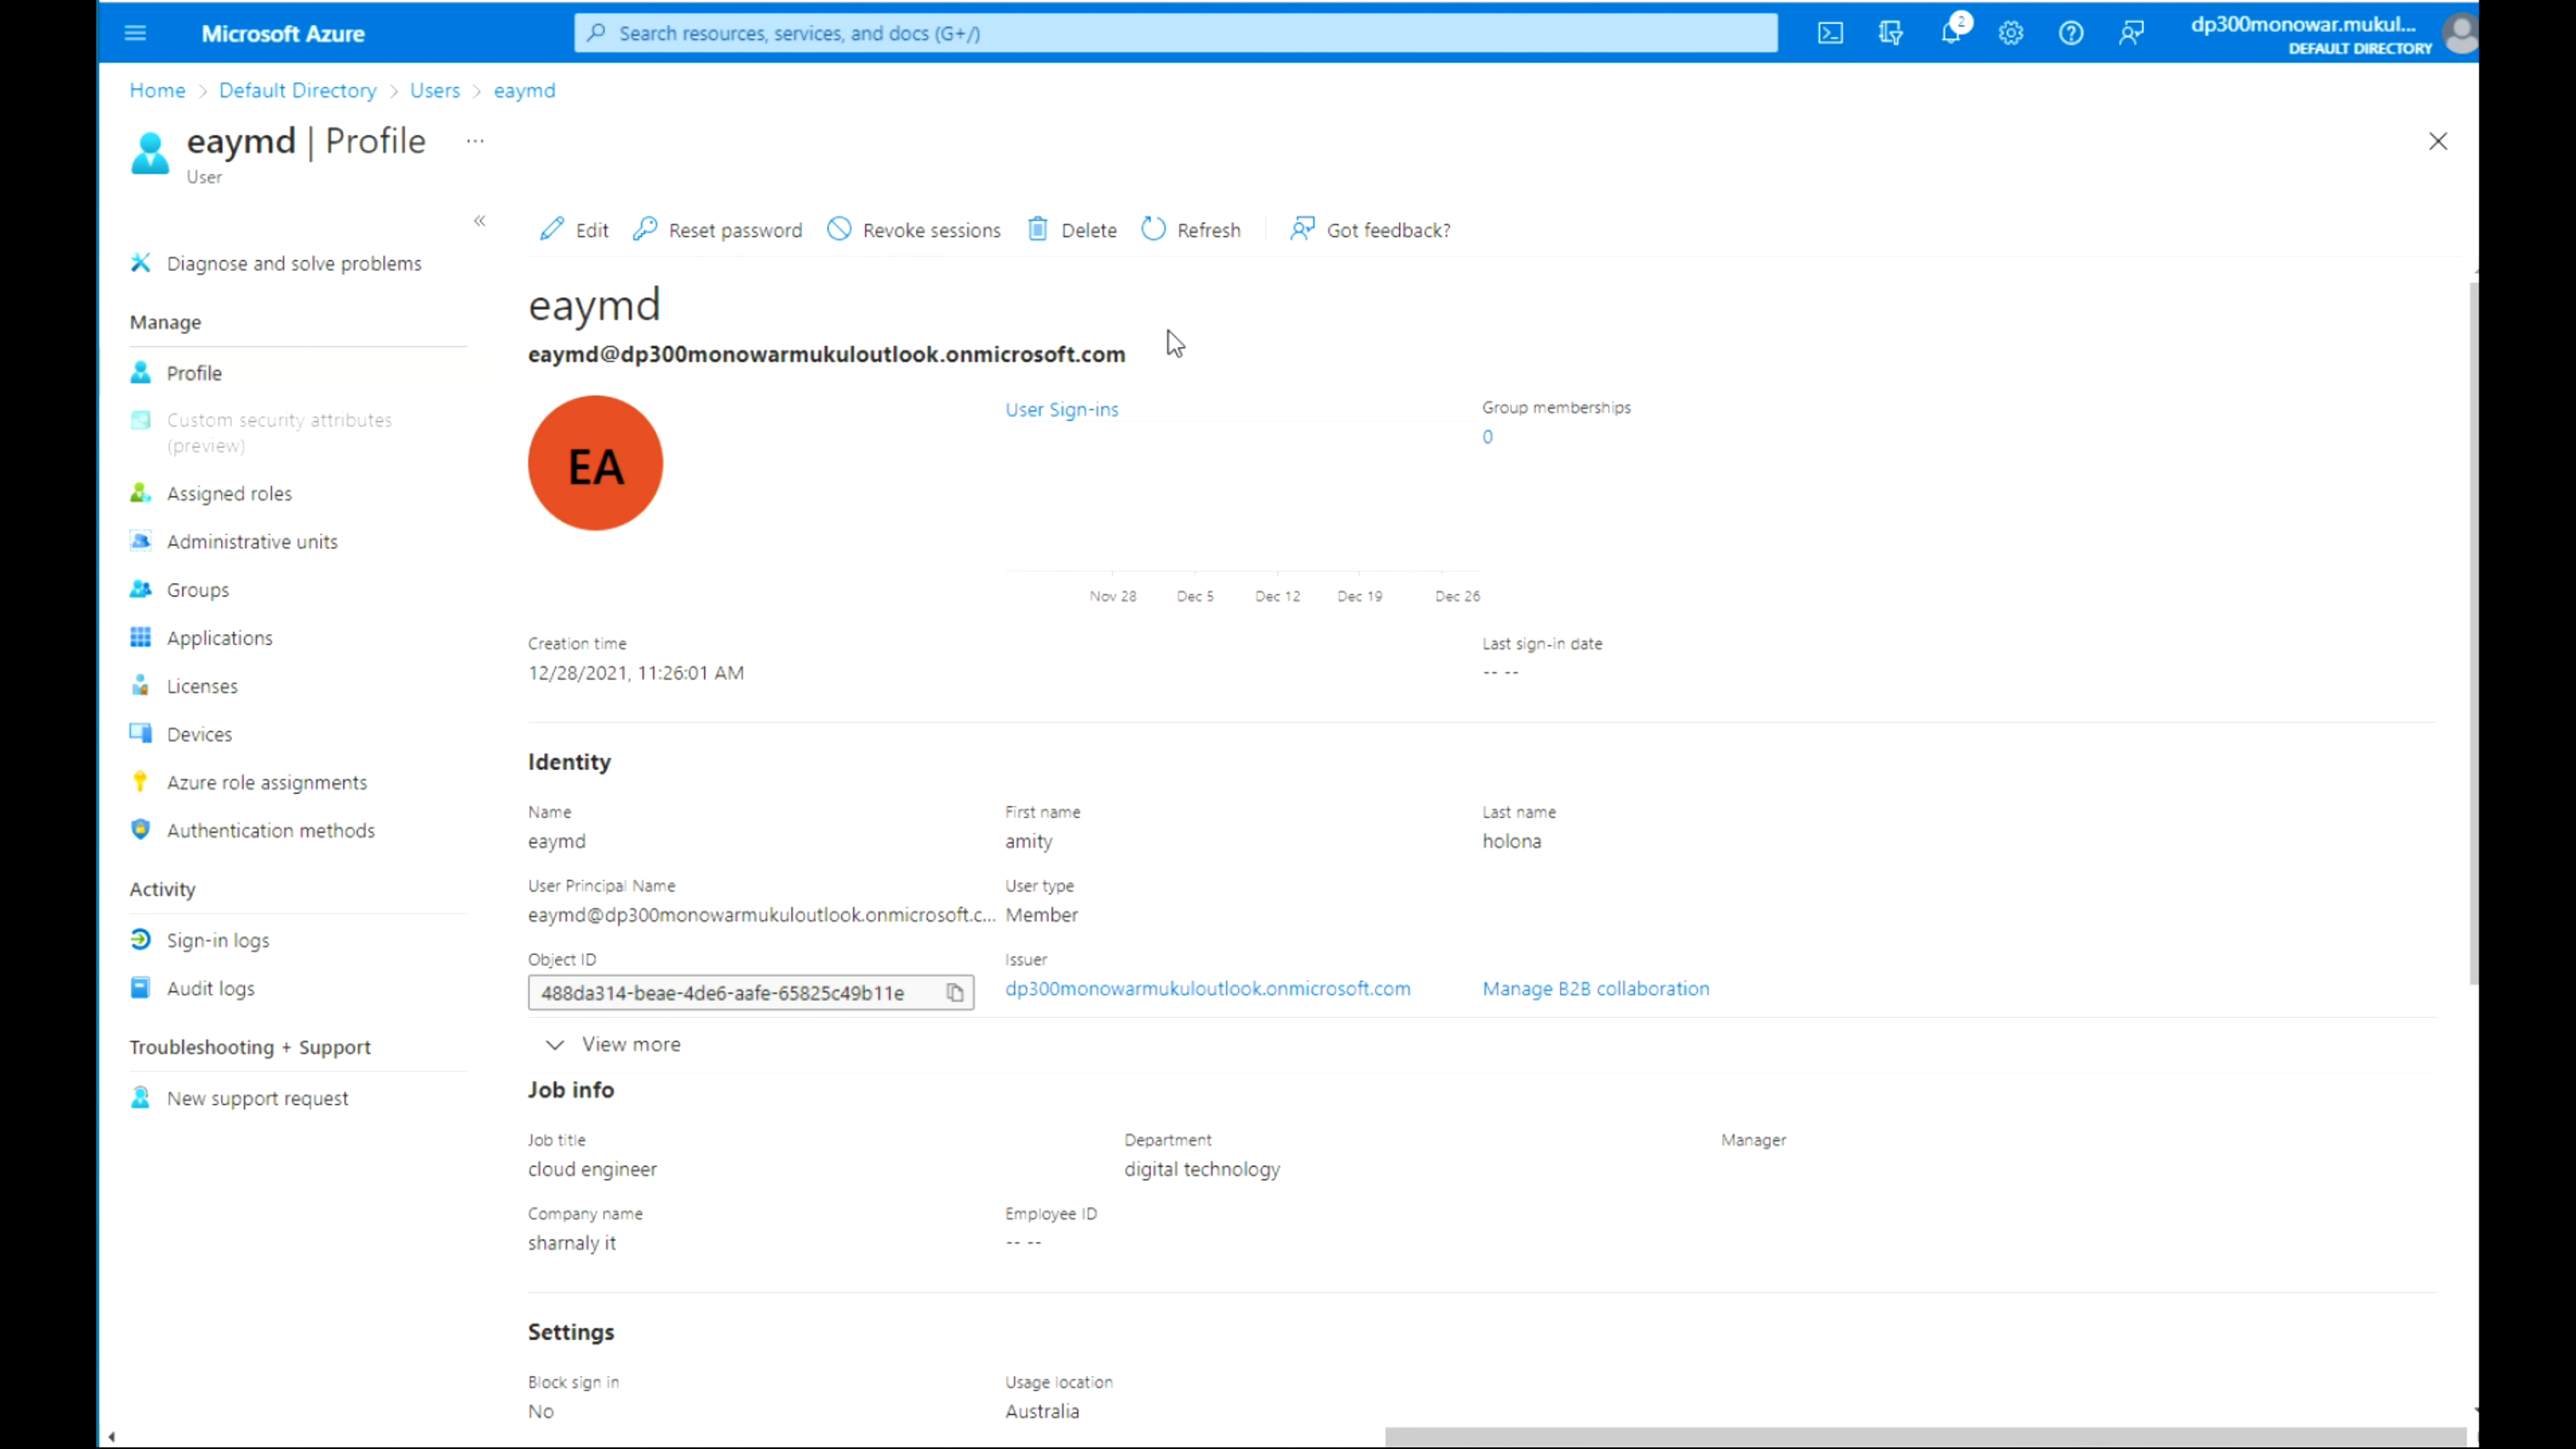 Microsoft Azure
Search resources, services, and docs (G+/)
2
dp300monowar.mukul...
DEFAULT DIRECTORY
Home > Default Directory > Users > eaymd
eaymd | Profile ...
User
«
Edit Reset password Revoke sessions Delete Refresh Got feedback?
Diagnose and solve problems
Manage
Profile
Custom security attributes
(preview)
Assigned roles
Administrative units
Groups
Applications
Licenses
Devices
Azure role assignments
Authentication methods
Activity
Sign-in logs
Audit logs
Troubleshooting + Support
New support request
eaymd
eaymd@dp300monowarmukuloutlook.onmicrosoft.com
EA
User Sign-ins
Nov 28 Dec 5 Dec 12 Dec 19 Dec 26
Group memberships
0
Creation time
12/28/2021, 11:26:01 AM
Last sign-in date
-- --
Identity
Name First name Last name
eaymd amity holona
User Principal Name User type
eaymd@dp300monowarmukuloutlook.onmicrosoft.c... Member
Object ID Issuer
488da314-beae-4de6-aafe-65825c49b11e dp300monowarmukuloutlook.onmicrosoft.com Manage B2B collaboration
View more
Job info
Job title Department Manager
cloud engineer digital technology
Company name Employee ID
sharnaly it -- --
Settings
Block sign in Usage location
No Australia